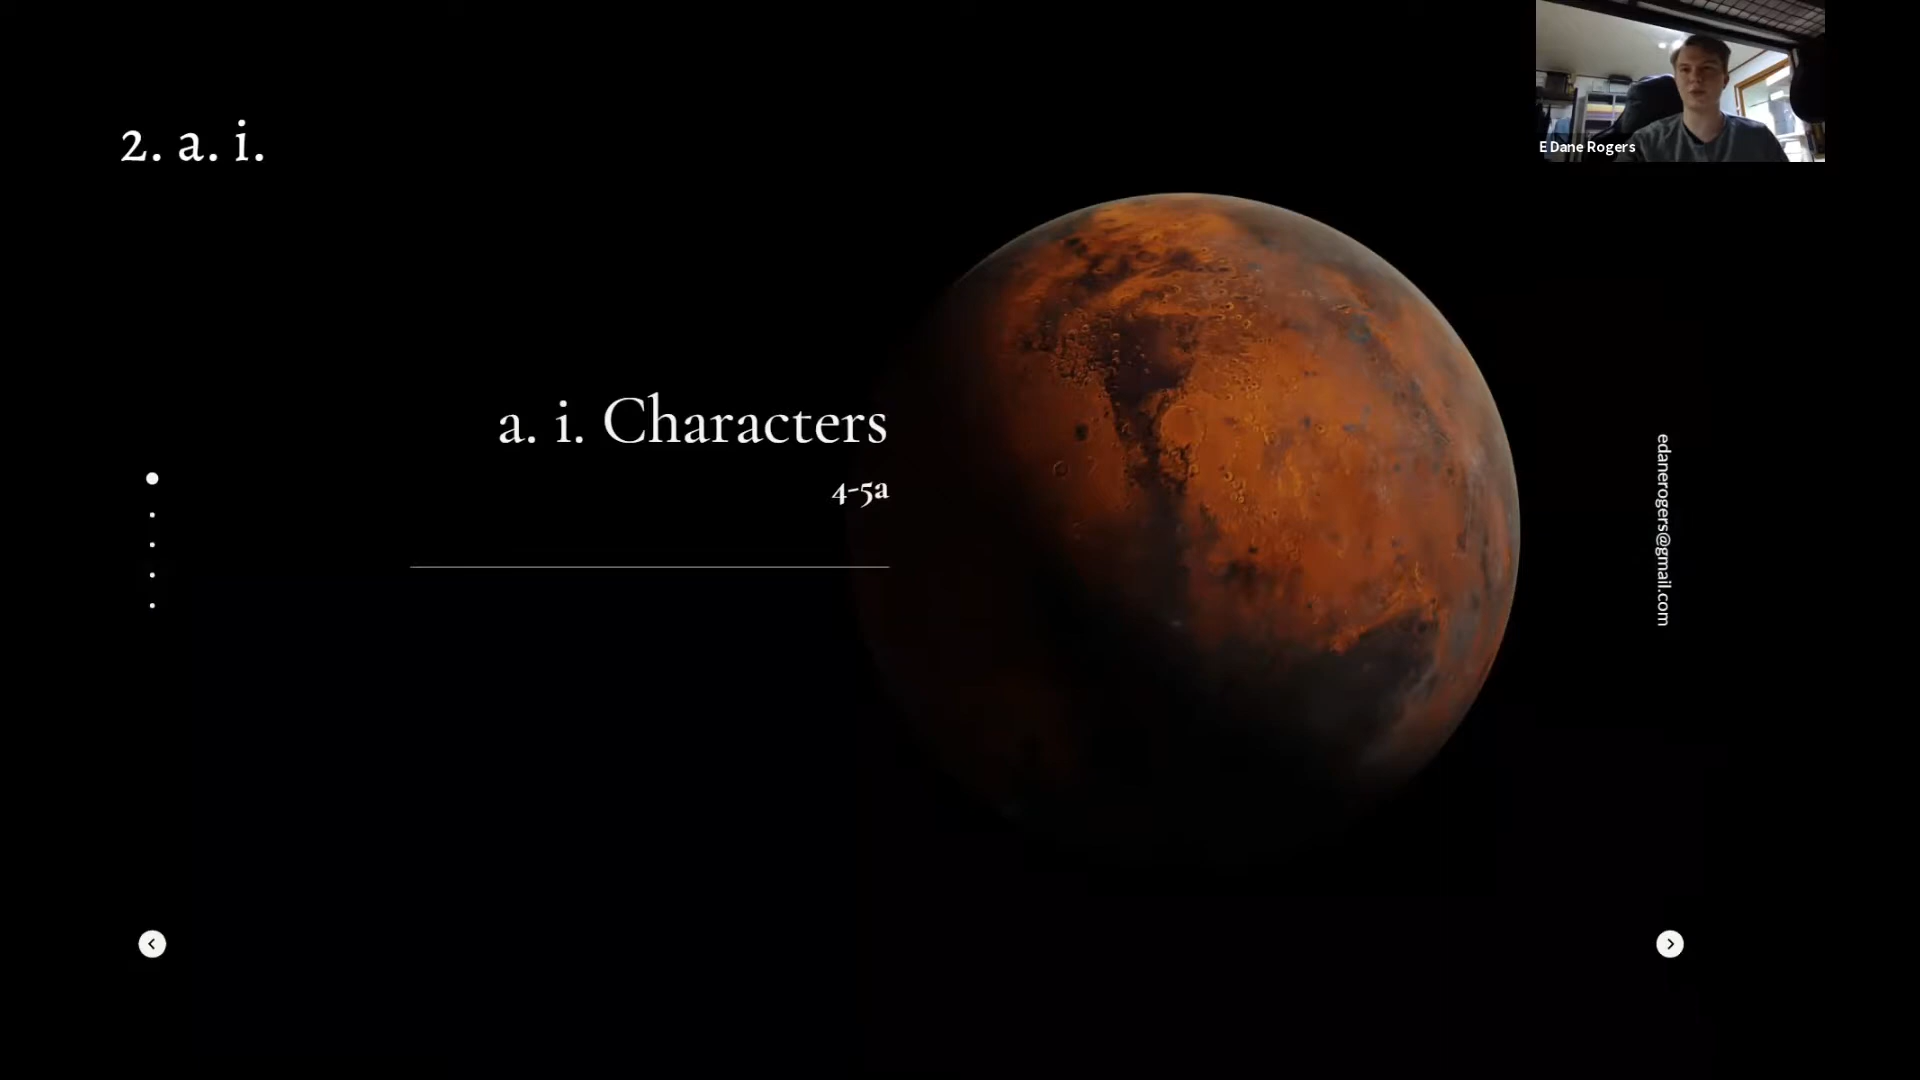 2. a. i.
E Dane Rogers
a. i. Characters
4-5a
edanerogers@gmail.com